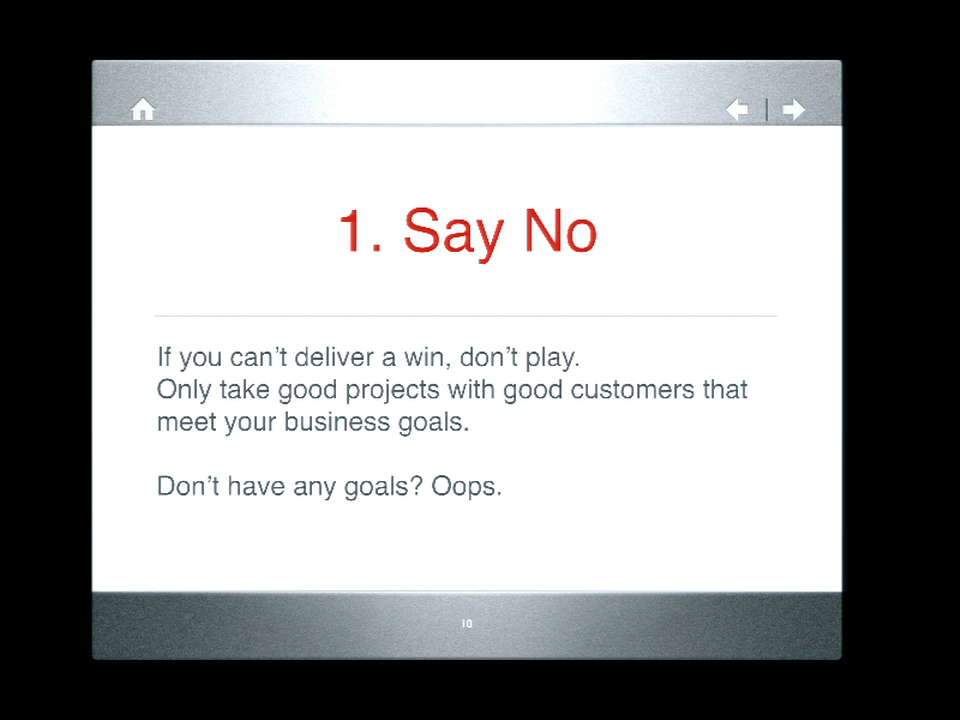 1. Say No
If you can't deliver a win, don't play.
Only take good projects with good customers that
meet your business goals.
Don't have any goals? Oops.
10